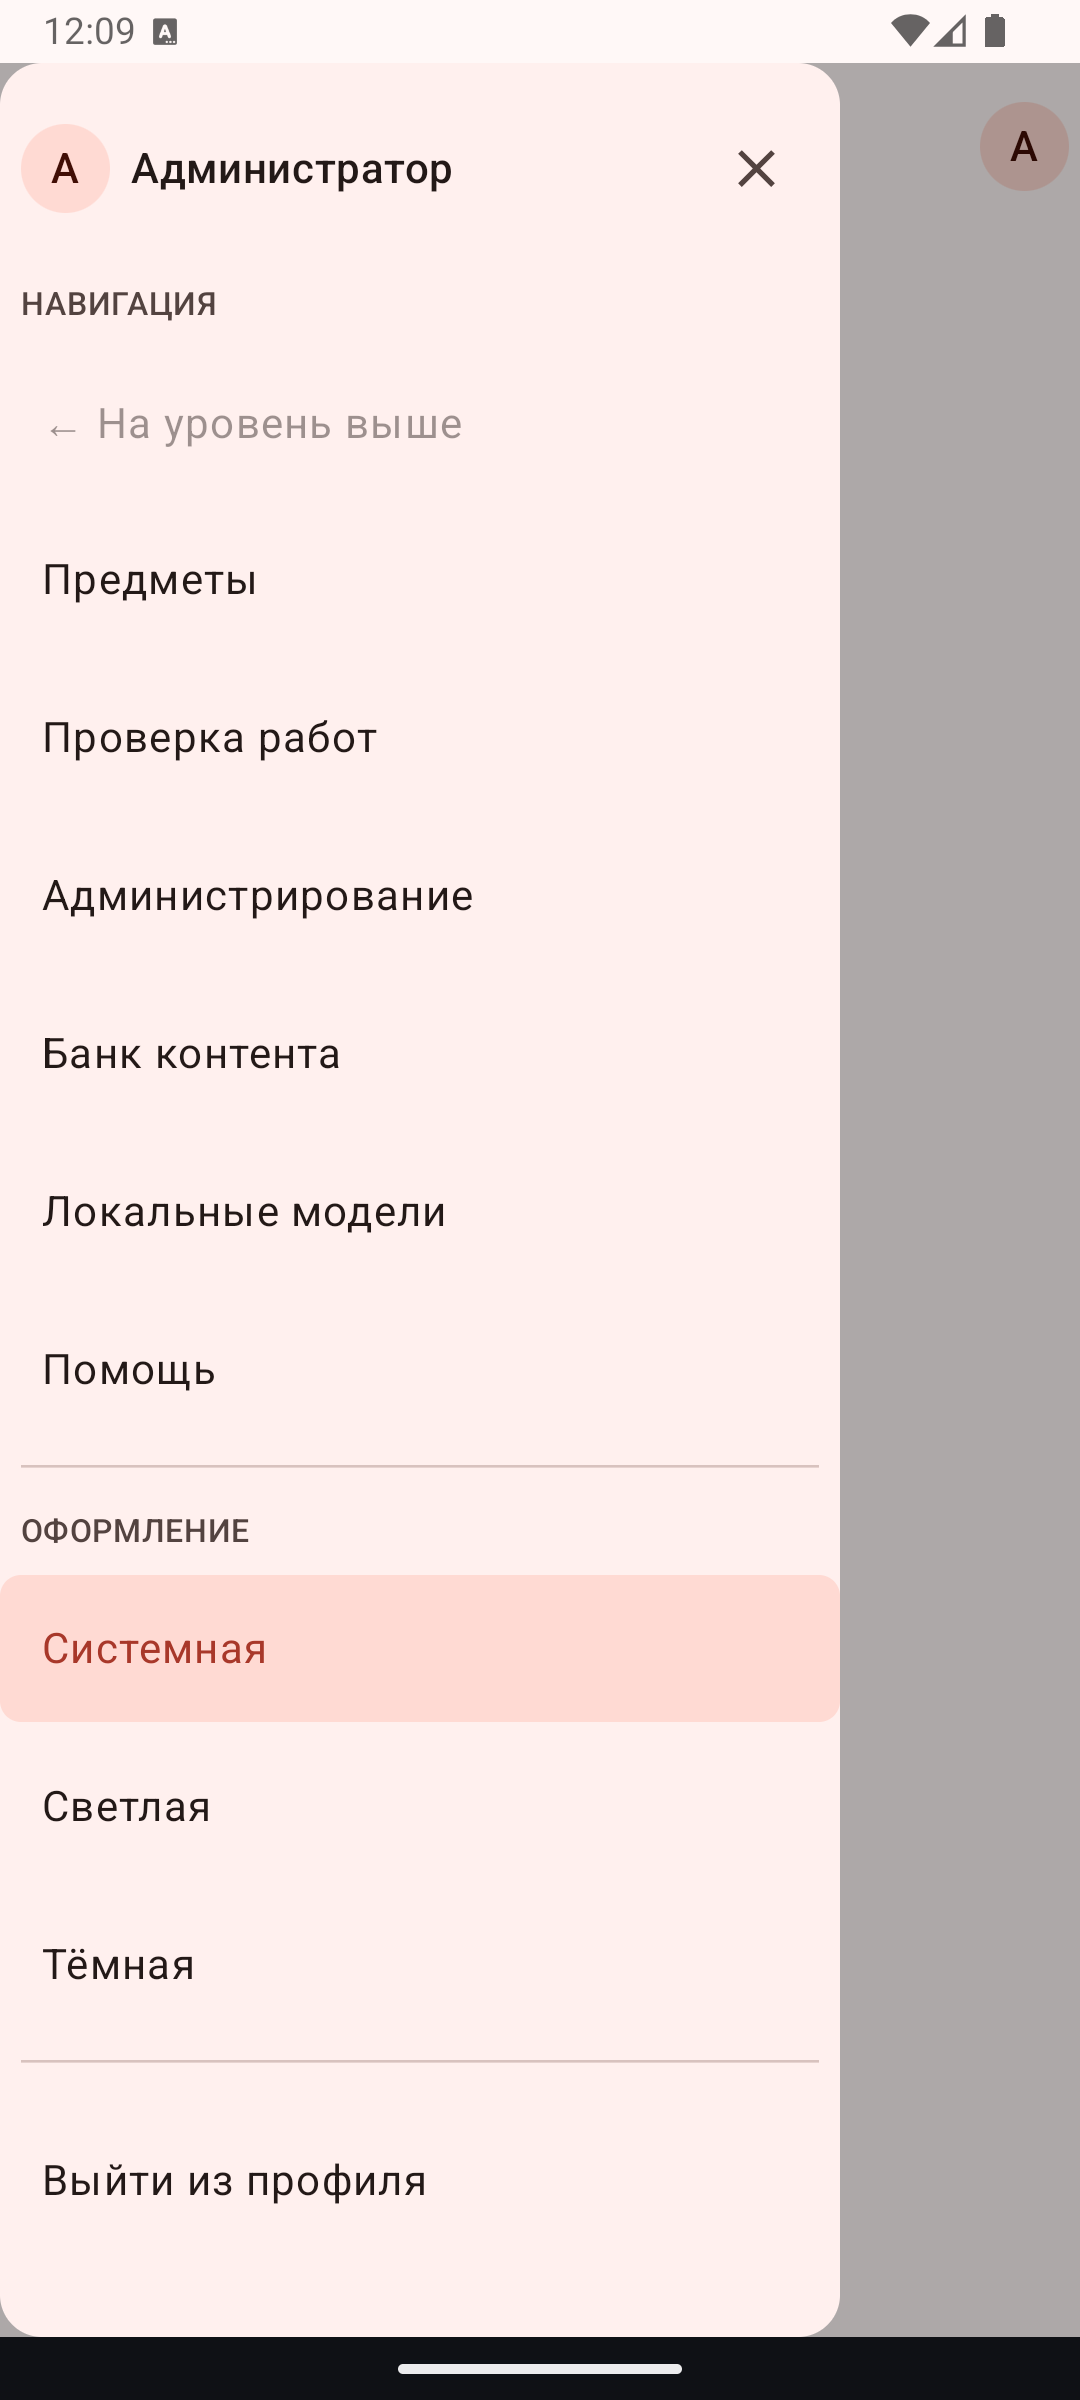 12:09
A
А Администратор
А
НАВИГАЦИЯ
← На уровень выше
Предметы
Проверка работ
Администрирование
Банк контента
Локальные модели
Помощь
ОФОРМЛЕНИЕ
Системная
Светлая
Тёмная
Выйти из профиля